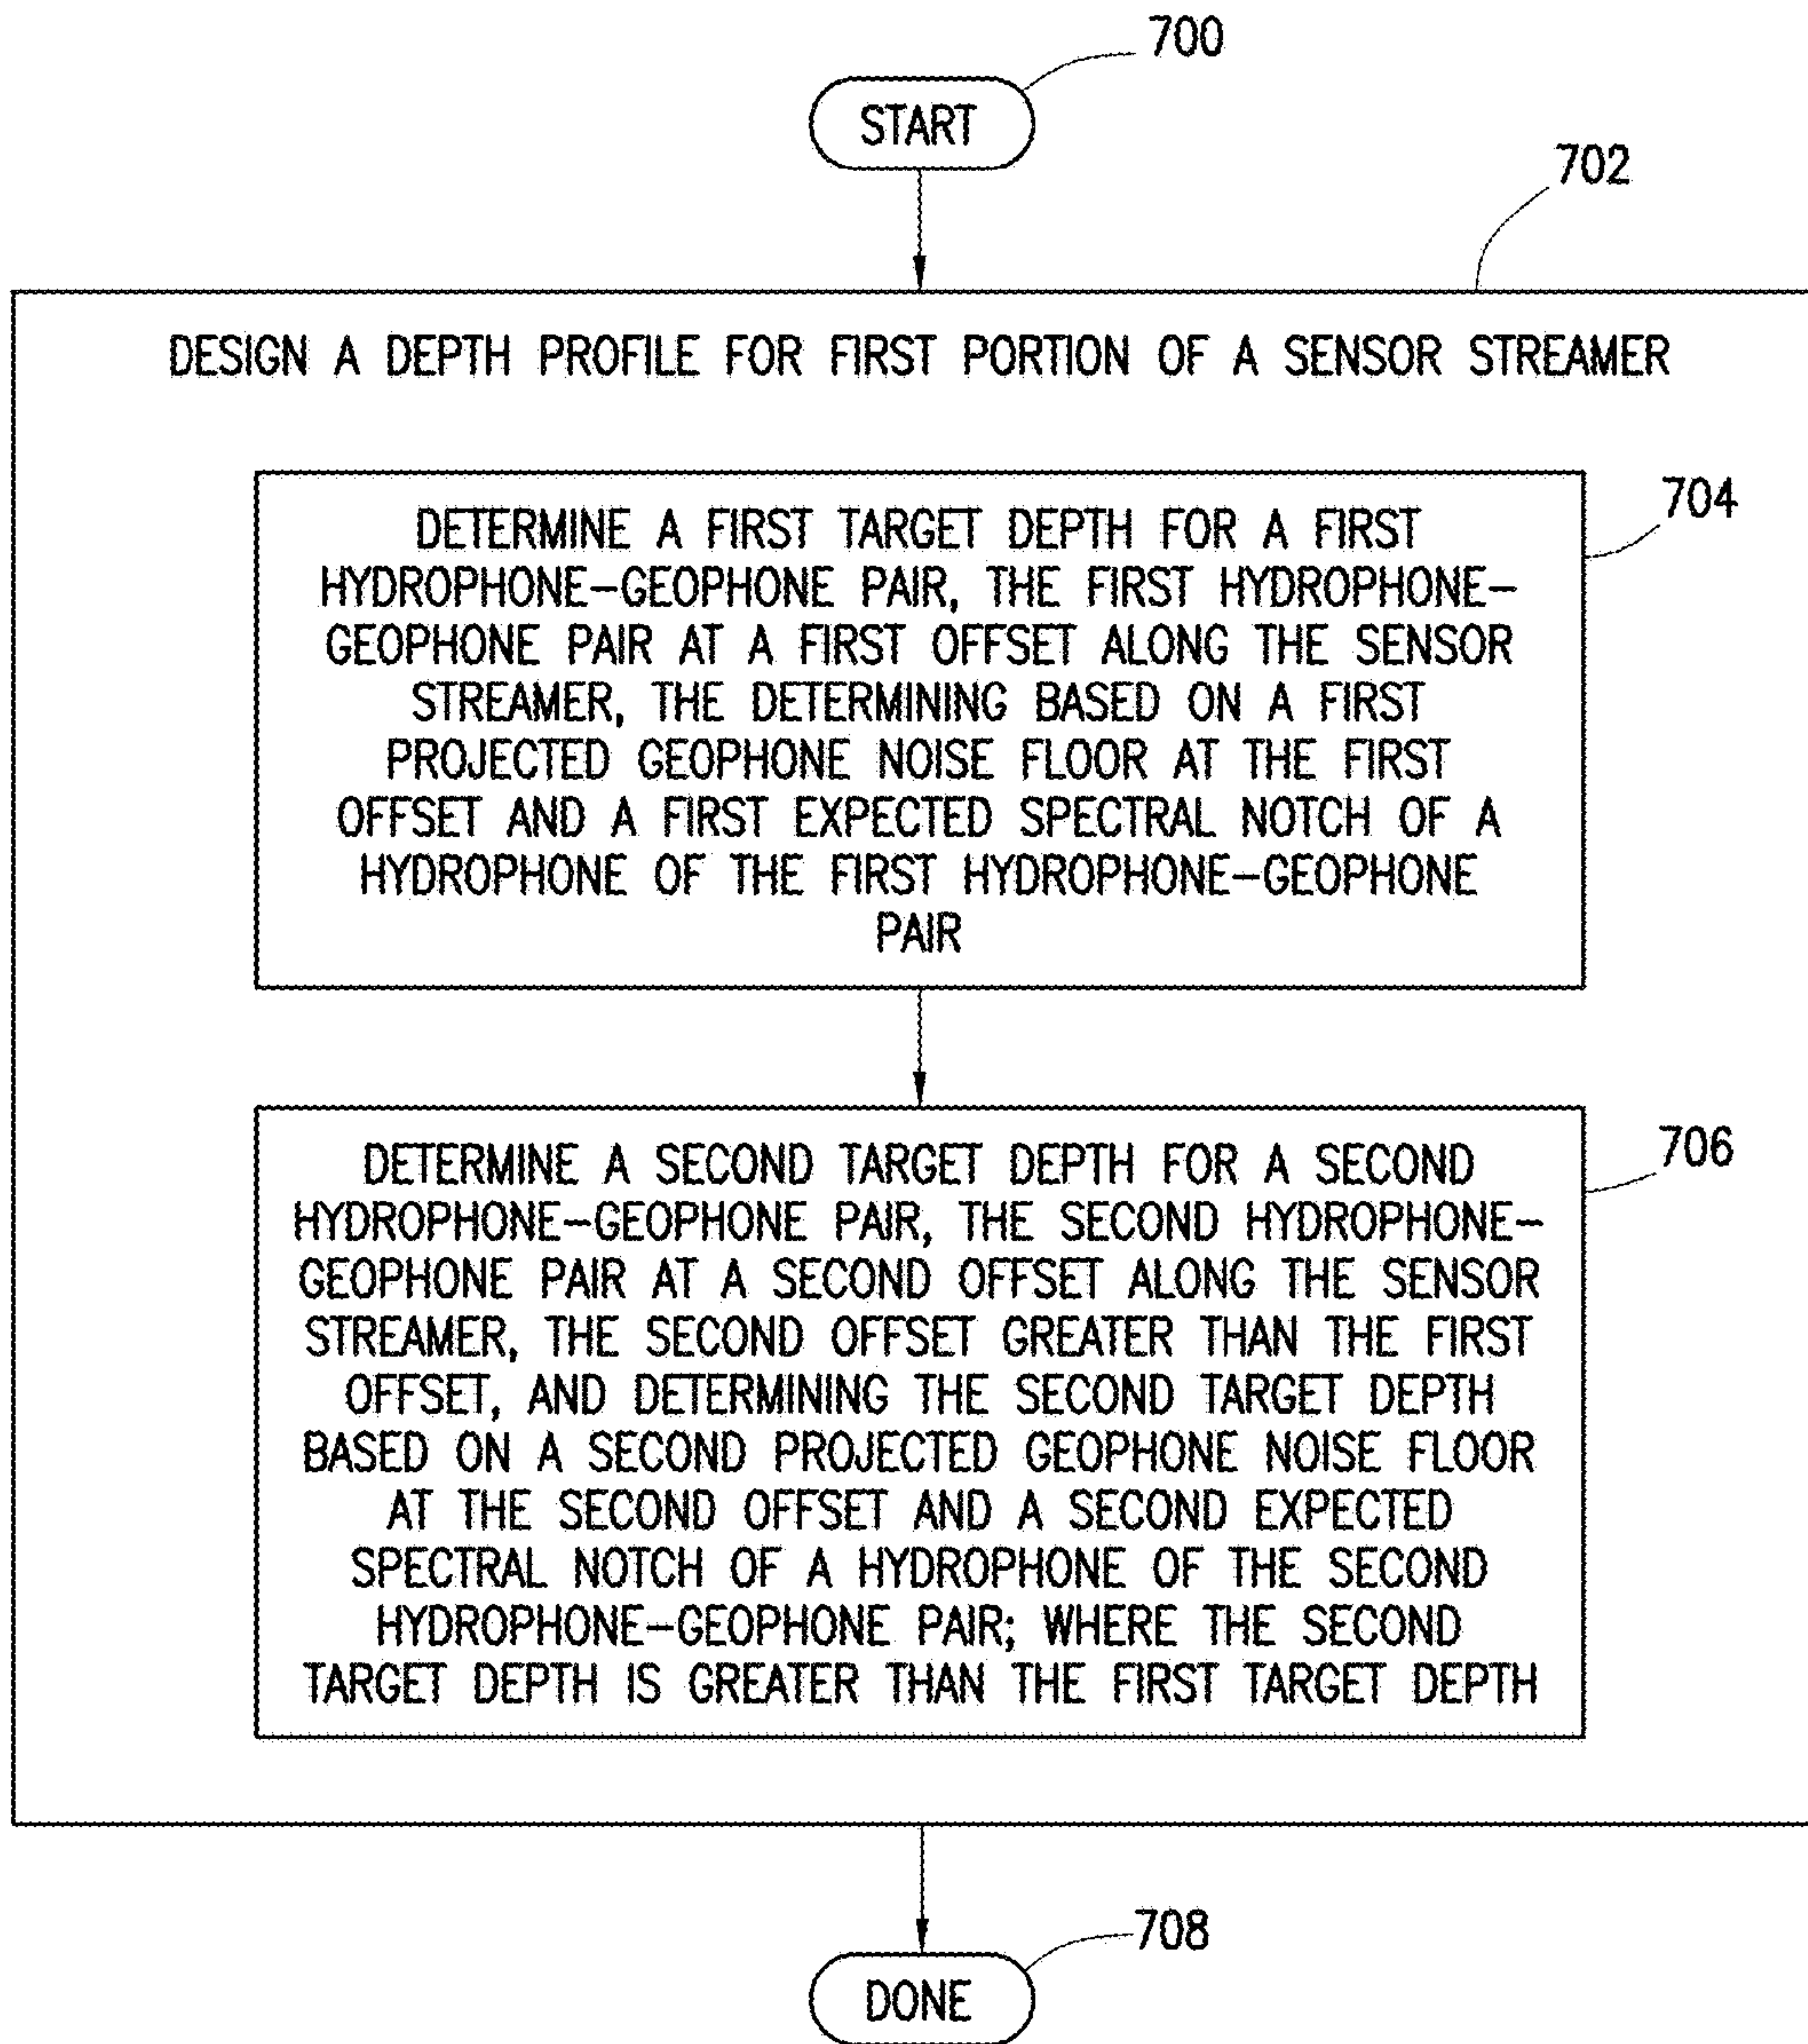 700
START
702
DESIGN A DEPTH PROFILE FOR FIRST PORTION OF A SENSOR STREAMER
704
DETERMINE A FIRST TARGET DEPTH FOR A FIRST
HYDROPHONE-GEOPHONE PAIR, THE FIRST HYDROPHONE-
GEOPHONE PAIR AT A FIRST OFFSET ALONG THE SENSOR
STREAMER, THE DETERMINING BASED ON A FIRST
PROJECTED GEOPHONE NOISE FLOOR AT THE FIRST
OFFSET AND A FIRST EXPECTED SPECTRAL NOTCH OF A
HYDROPHONE OF THE FIRST HYDROPHONE-GEOPHONE
PAIR
706
DETERMINE A SECOND TARGET DEPTH FOR A SECOND
HYDROPHONE-GEOPHONE PAIR, THE SECOND HYDROPHONE-
GEOPHONE PAIR AT A SECOND OFFSET ALONG THE SENSOR
STREAMER, THE SECOND OFFSET GREATER THAN THE FIRST
OFFSET, AND DETERMINING THE SECOND TARGET DEPTH
BASED ON A SECOND PROJECTED GEOPHONE NOISE FLOOR
AT THE SECOND OFFSET AND A SECOND EXPECTED
SPECTRAL NOTCH OF A HYDROPHONE OF THE SECOND
HYDROPHONE-GEOPHONE PAIR; WHERE THE SECOND
TARGET DEPTH IS GREATER THAN THE FIRST TARGET DEPTH
708
DONE